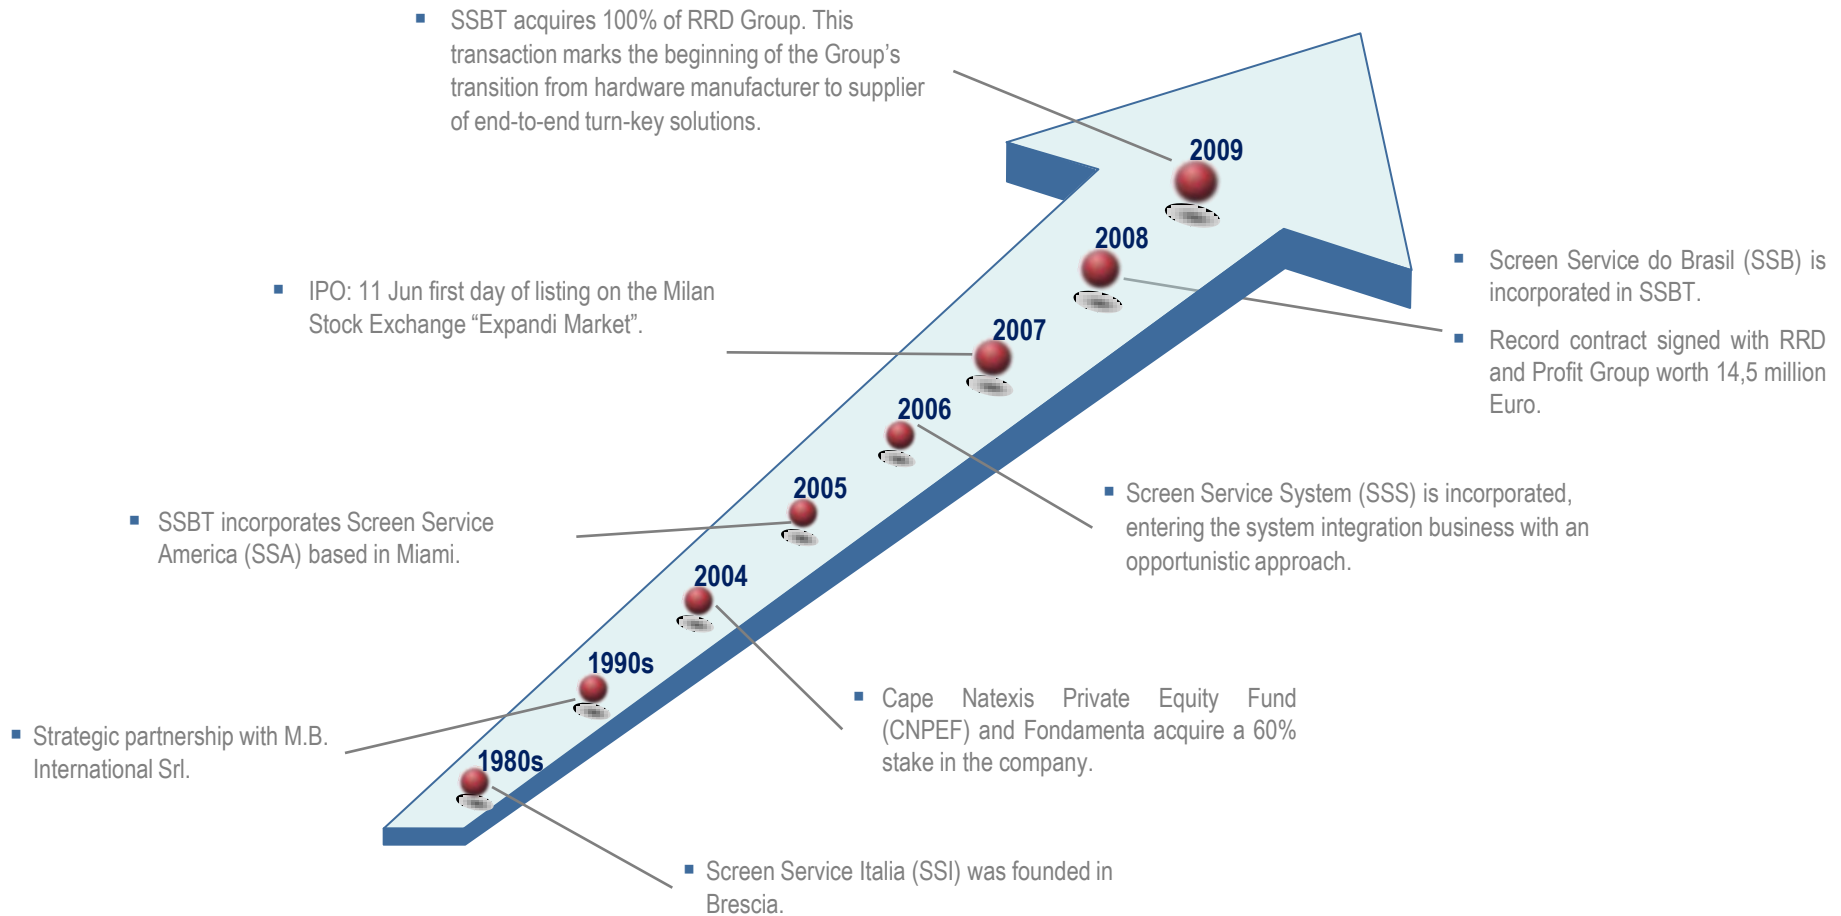 ▪ SSBT acquires 100% of RRD Group. This
transaction marks the beginning of the Group’s
transition from hardware manufacturer to supplier
of end-to-end turn-key solutions.
2009
2008
▪ Screen Service do Brasil (SSB) is
incorporated in SSBT.
▪ Record contract signed with RRD
and Profit Group worth 14,5 million
Euro.
▪ IPO: 11 Jun first day of listing on the Milan
Stock Exchange “Expandi Market”.
2007
2006
▪ Screen Service System (SSS) is incorporated,
entering the system integration business with an
opportunistic approach.
2005
▪ SSBT incorporates Screen Service
America (SSA) based in Miami.
2004
▪ Cape Natexis Private Equity Fund
(CNPEF) and Fondamenta acquire a 60%
stake in the company.
1990s
▪ Strategic partnership with M.B.
International Srl.
1980s
▪ Screen Service Italia (SSI) was founded in
Brescia.